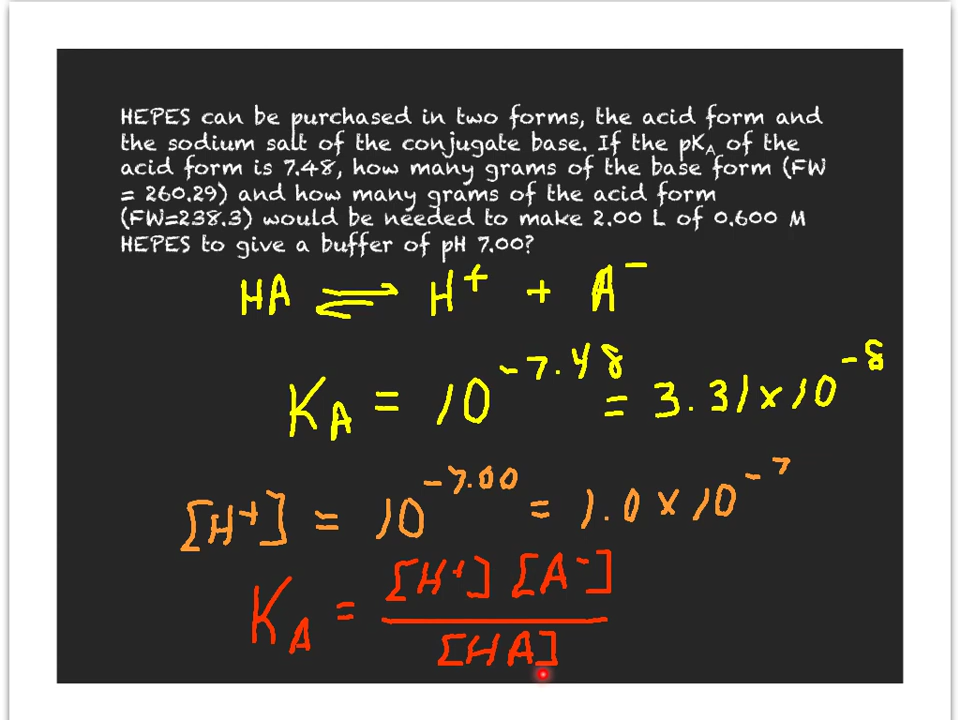 HEPES can be purchased in two forms, the acid form and
the sodium salt of the conjugate base. If the pKA of the
acid form is 7.48, how many grams of the base form (FW
= 260.29) and how many grams of the acid form
(FW=238.3) would be needed to make 2.00 L of 0.600 M
HEPES to give a buffer of pH 7.00?
HA ⇌ H⁺ + A⁻
K_A = 10^-7.48 = 3.31 x 10^-8
[H⁺] = 10^-7.00 = 1.0 x 10^-7
K_A = [H⁺] [A⁻]
[HA]